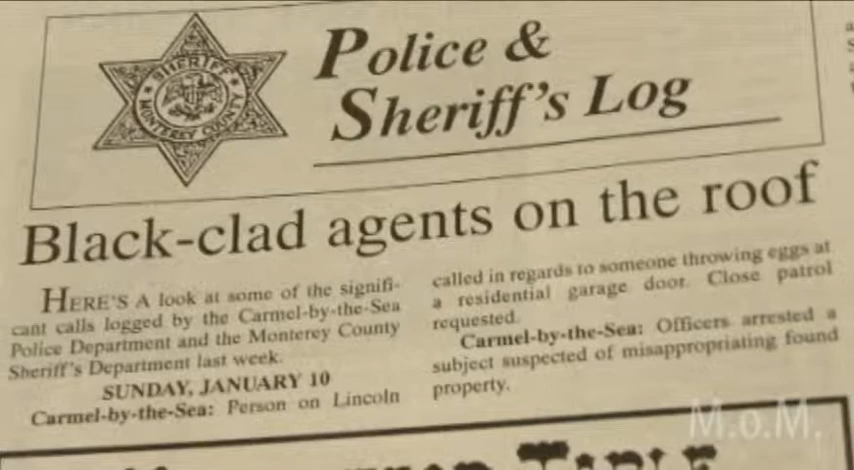 SHERIFF
MONTEREY COUNTY
Police &
Sheriff's Log
Black-clad agents on the roof
HERE'S A look at some of the signifi-
cant calls logged by the Carmel-by-the-Sea
Police Department and the Monterey County
Sheriff's Department last week.
SUNDAY, JANUARY 10
Carmel-by-the-Sea: Person on Lincoln
called in regards to someone throwing eggs at
a residential garage door. Close patrol
requested.
Carmel-by-the-Sea: Officers arrested a
subject suspected of misappropriating found
property.
M.o.M.